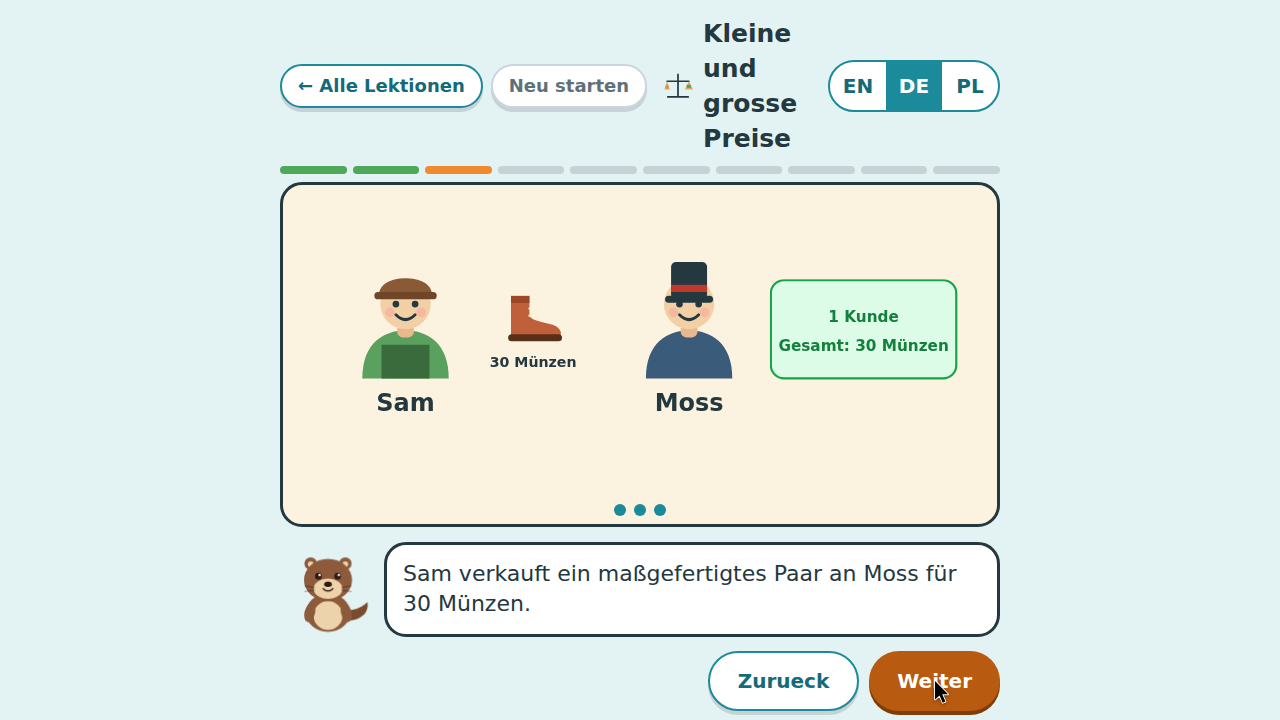 ← Alle Lektionen
Neu starten
Kleine
und
grosse
Preise
EN DE PL
1 Kunde
Gesamt: 30 Münzen
30 Münzen
Sam
Moss
Sam verkauft ein maßgefertigtes Paar an Moss für
30 Münzen.
Zurueck
Weiter